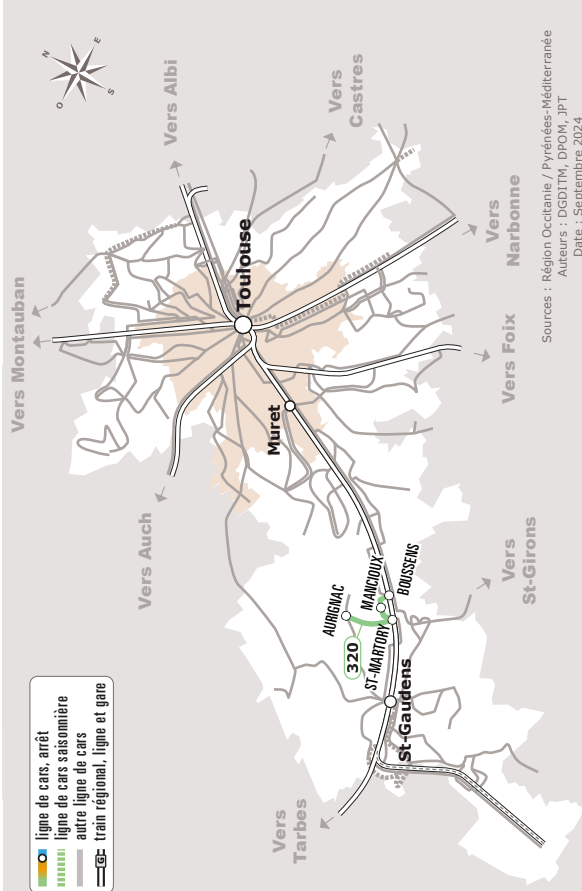 N
E
S
O
Vers Albi
Vers
Castres
Vers Montauban
Toulouse
Vers
Narbonne
Vers Foix
Muret
Vers Auch
AURIGNAC
MANCIOUX
BOUSSENS
320
ST-MARTORY
Vers
St-Girons
St-Gaudens
Vers
Tarbes
ligne de cars, arrêt
ligne de cars saisonnière
autre ligne de cars
G
train régional, ligne et gare
Sources : Région Occitanie / Pyrénées-Méditerranée
Auteurs : DGDITM, DPOM, JPT
Date : Septembre 2024